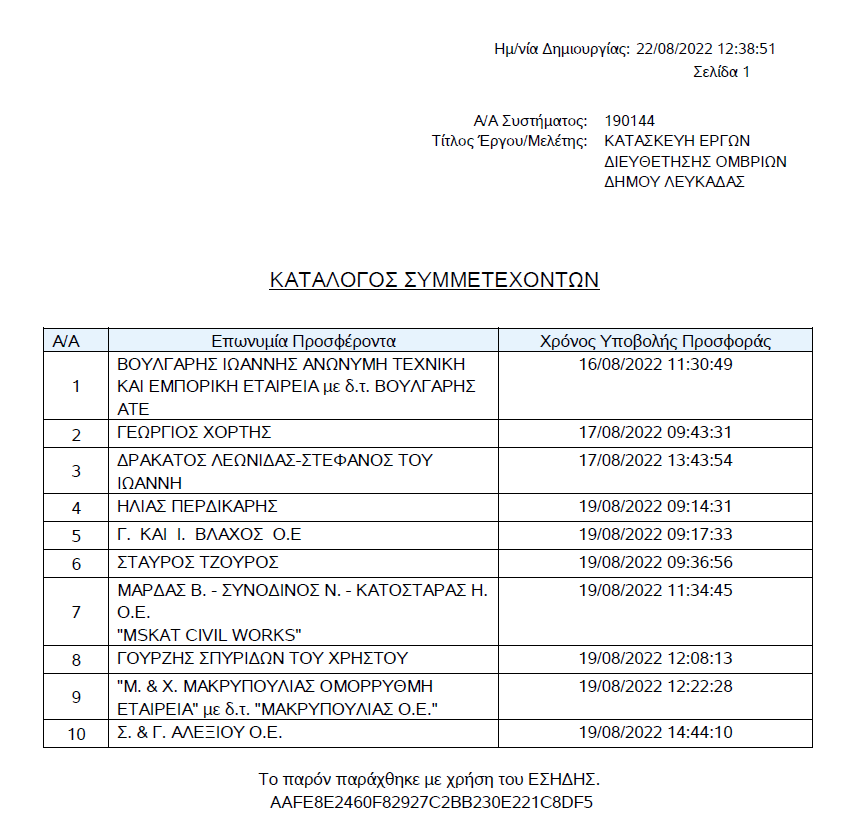 Ημ/νία Δημιουργίας: 22/08/2022 12:38:51
Σελίδα 1
Α/Α Συστήματος: 190144
Τίτλος Έργου/Μελέτης: ΚΑΤΑΣΚΕΥΗ ΕΡΓΩΝ
ΔΙΕΥΘΕΤΗΣΗΣ ΟΜΒΡΙΩΝ
ΔΗΜΟΥ ΛΕΥΚΑΔΑΣ
ΚΑΤΑΛΟΓΟΣ ΣΥΜΜΕΤΕΧΟΝΤΩΝ
Α/Α Επωνυμία Προσφέροντα Χρόνος Υποβολής Προσφοράς
1 ΒΟΥΛΓΑΡΗΣ ΙΩΑΝΝΗΣ ΑΝΩΝΥΜΗ ΤΕΧΝΙΚΗ 16/08/2022 11:30:49
ΚΑΙ ΕΜΠΟΡΙΚΗ ΕΤΑΙΡΕΙΑ με δ.τ. ΒΟΥΛΓΑΡΗΣ
ΑΤΕ
2 ΓΕΩΡΓΙΟΣ ΧΟΡΤΗΣ 17/08/2022 09:43:31
3 ΔΡΑΚΑΤΟΣ ΛΕΩΝΙΔΑΣ-ΣΤΕΦΑΝΟΣ ΤΟΥ 17/08/2022 13:43:54
ΙΩΑΝΝΗ
4 ΗΛΙΑΣ ΠΕΡΔΙΚΑΡΗΣ 19/08/2022 09:14:31
5 Γ. ΚΑΙ Ι. ΒΛΑΧΟΣ Ο.Ε 19/08/2022 09:17:33
6 ΣΤΑΥΡΟΣ ΤΖΟΥΡΟΣ 19/08/2022 09:36:56
7 ΜΑΡΔΑΣ Β. - ΣΥΝΟΔΙΝΟΣ Ν. - ΚΑΤΟΣΤΑΡΑΣ Η. 19/08/2022 11:34:45
Ο.Ε.
"MSKAT CIVIL WORKS"
8 ΓΟΥΡΖΗΣ ΣΠΥΡΙΔΩΝ ΤΟΥ ΧΡΗΣΤΟΥ 19/08/2022 12:08:13
9 "Μ. & Χ. ΜΑΚΡΥΠΟΥΛΙΑΣ ΟΜΟΡΡΥΘΜΗ 19/08/2022 12:22:28
ΕΤΑΙΡΕΙΑ" με δ.τ. "ΜΑΚΡΥΠΟΥΛΙΑΣ Ο.Ε."
10 Σ. & Γ. ΑΛΕΞΙΟΥ Ο.Ε. 19/08/2022 14:44:10
Το παρόν παράχθηκε με χρήση του ΕΣΗΔΗΣ.
AAFE8E2460F82927C2BB230E221C8DF5